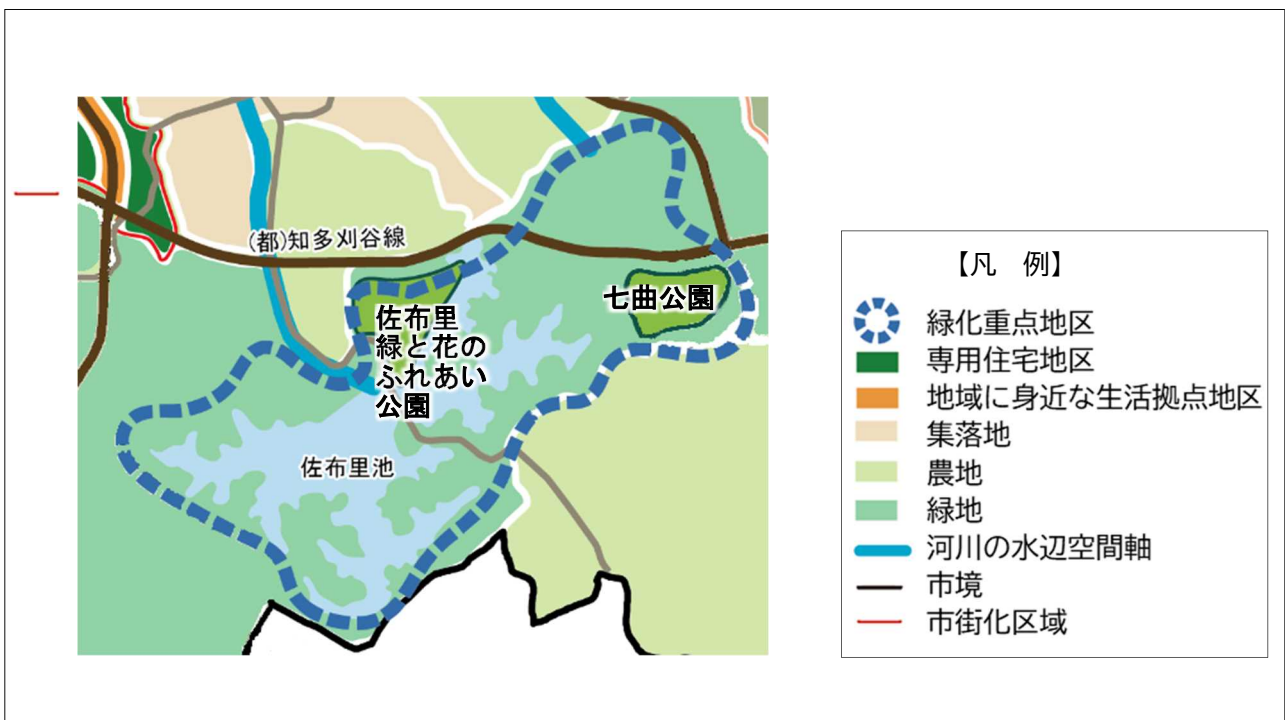 (都)知多刈谷線
七曲公園
佐布里
緑と花の
ふれあい
公園
佐布里池
【凡　例】
緑化重点地区
専用住宅地区
地域に身近な生活拠点地区
集落地
農地
緑地
河川の水辺空間軸
市境
市街化区域